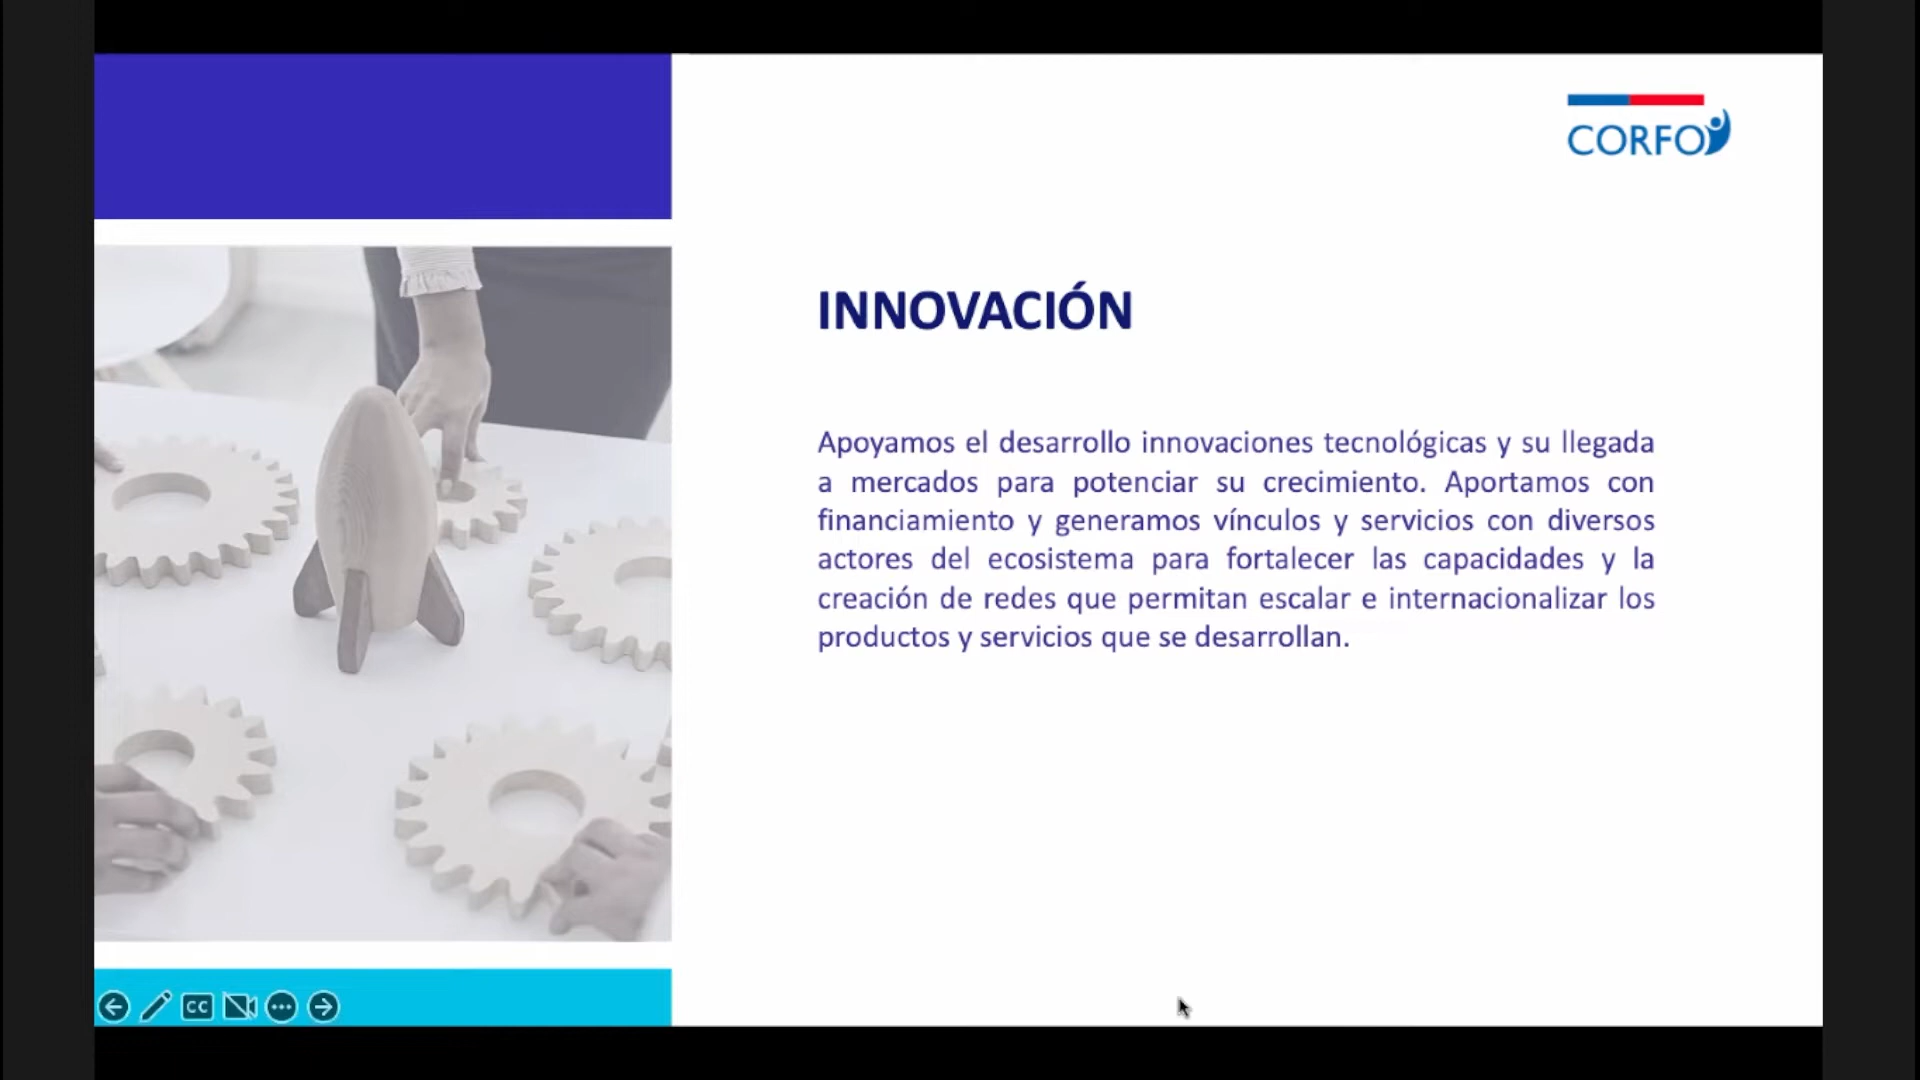 CORFO
INNOVACIÓN
Apoyamos el desarrollo innovaciones tecnológicas y su llegada
a mercados para potenciar su crecimiento. Aportamos con
financiamiento y generamos vínculos y servicios con diversos
actores del ecosistema para fortalecer las capacidades y la
creación de redes que permitan escalar e internacionalizar los
productos y servicios que se desarrollan.
CC